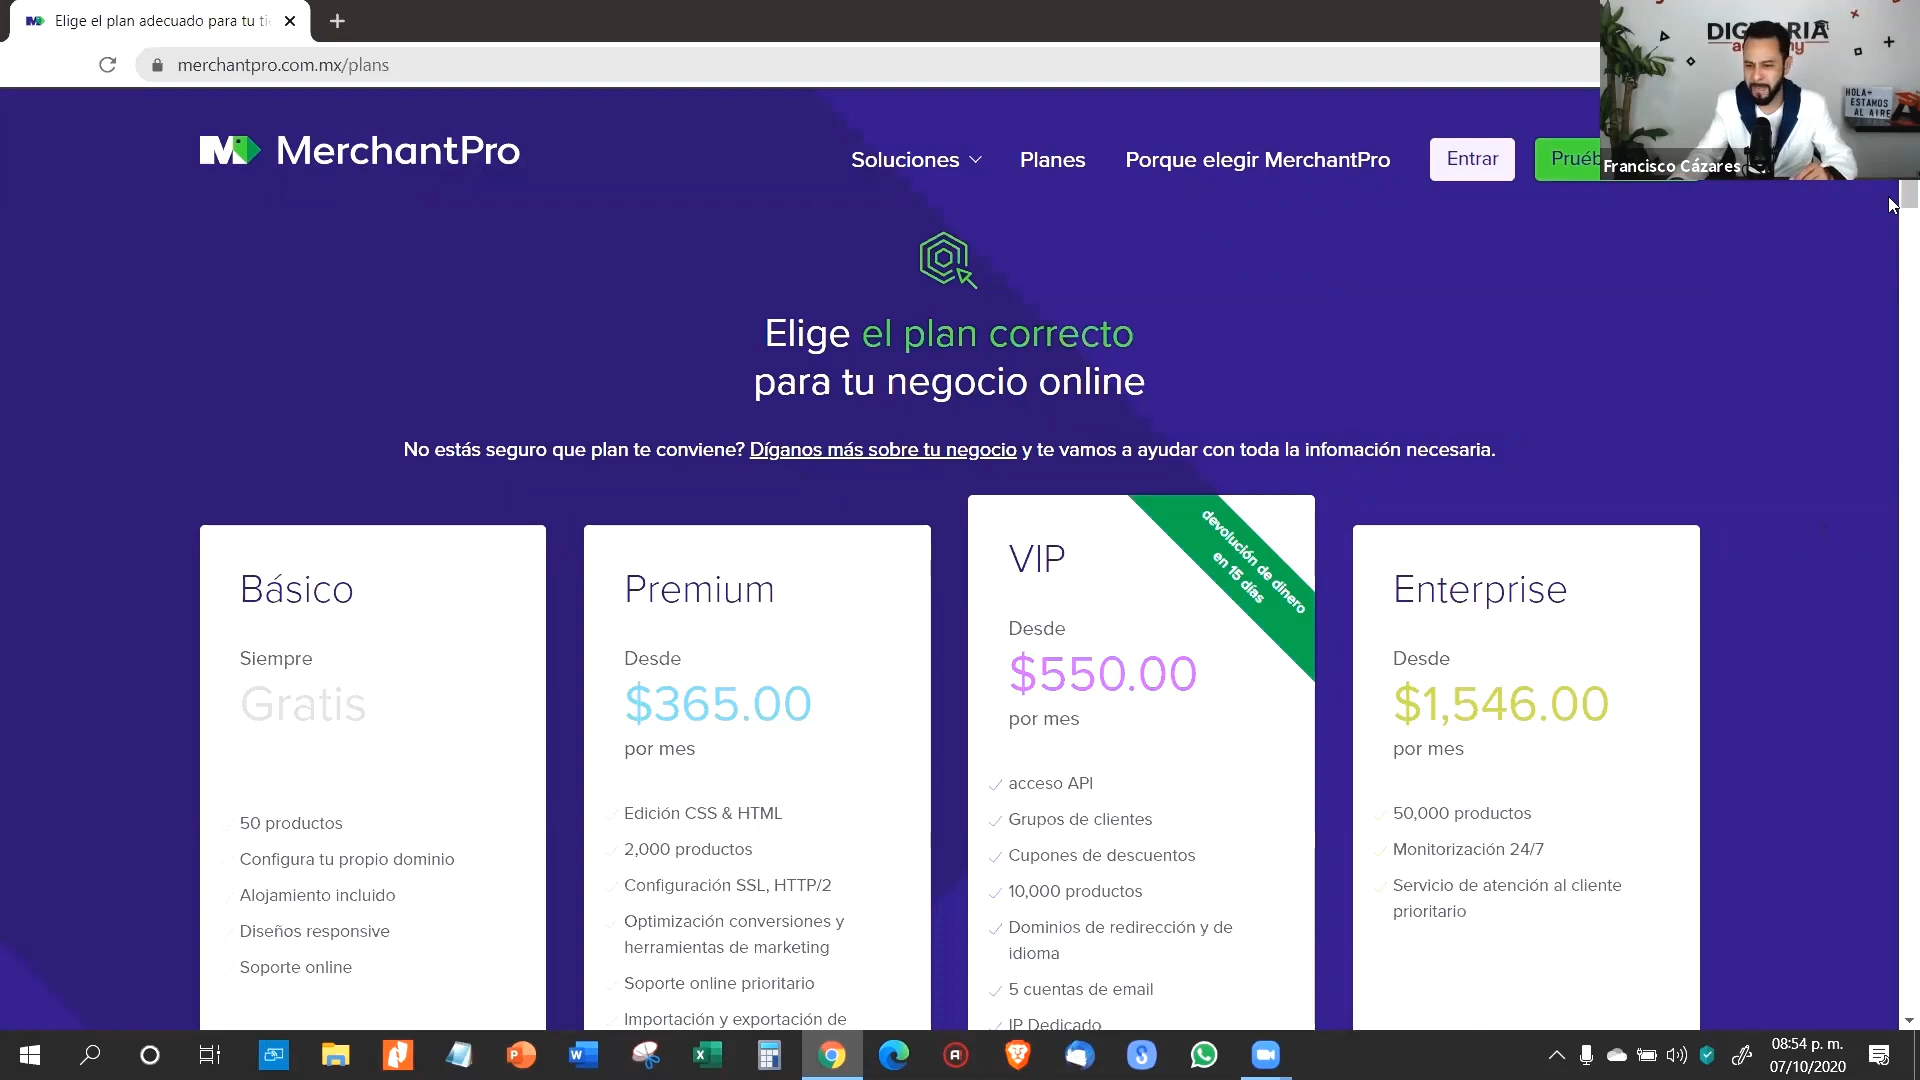 Elige el plan adecuado para tu ti
merchantpro.com.mx/plans
DIGITARIA
academy
HOLA
ESTAMOS
AL AIRE
Francisco Cázares
MerchantPro
Soluciones
Planes
Porque elegir MerchantPro
Entrar
Prueb
Elige el plan correcto
para tu negocio online
No estás seguro que plan te conviene? Díganos más sobre tu negocio y te vamos a ayudar con toda la infomación necesaria.
Básico
Siempre
Gratis
50 productos
Configura tu propio dominio
Alojamiento incluido
Diseños responsive
Soporte online
Premium
Desde
$365.00
por mes
Edición CSS & HTML
2,000 productos
Configuración SSL, HTTP/2
Optimización conversiones y
herramientas de marketing
Soporte online prioritario
Importación y exportación de
devolución de dinero
en 15 días
VIP
Desde
$550.00
por mes
acceso API
Grupos de clientes
Cupones de descuentos
10,000 productos
Dominios de redirección y de
idioma
5 cuentas de email
IP Dedicado
Enterprise
Desde
$1,546.00
por mes
50,000 productos
Monitorización 24/7
Servicio de atención al cliente
prioritario
08:54 p. m.
07/10/2020